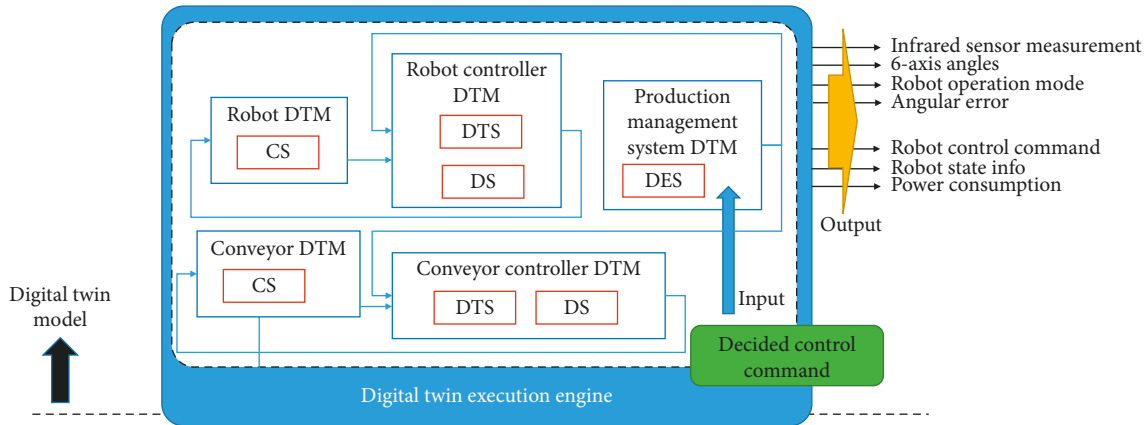 Robot controller
DTM
DTS
DS
Robot DTM
CS
Production
management
system DTM
DES
Conveyor DTM
CS
Conveyor controller DTM
DTS
DS
Input
Decided control
command
Digital twin execution engine
Digital twin
model
Infrared sensor measurement
6-axis angles
Robot operation mode
Angular error
Robot control command
Robot state info
Power consumption
Output